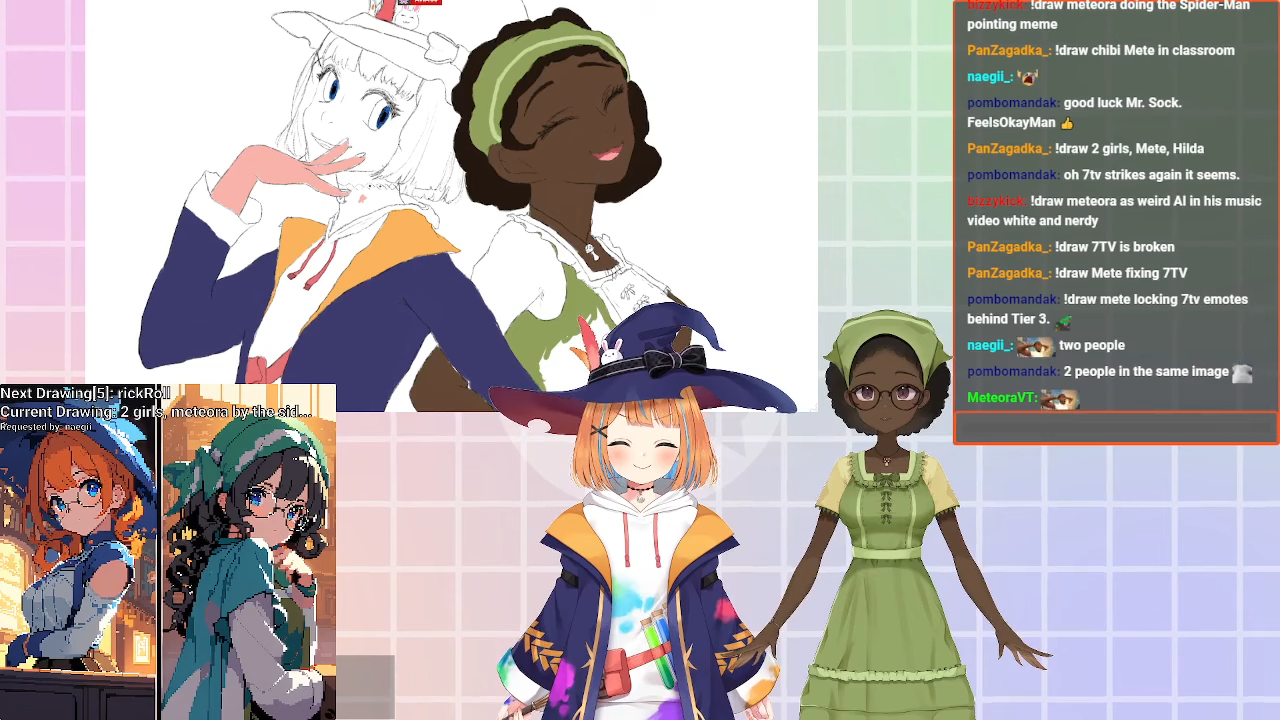 bizzykick: !draw meteora doing the Spider-Man
pointing meme
PanZagadka_: !draw chibi Mete in classroom
naegii_:
pombomandak: good luck Mr. Sock.
FeelsOkayMan
PanZagadka_: !draw 2 girls, Mete, Hilda
pombomandak: oh 7tv strikes again it seems.
bizzykick: !draw meteora as weird Al in his music
video white and nerdy
PanZagadka_: !draw 7TV is broken
PanZagadka_: !draw Mete fixing 7TV
pombomandak: !draw mete locking 7tv emotes
behind Tier 3.
naegii_: two people
pombomandak: 2 people in the same image
MeteoraVT:
Next Drawing[5]: rickRoll
Current Drawing: 2 girls, meteora by the sid...
Requested by: naegii_